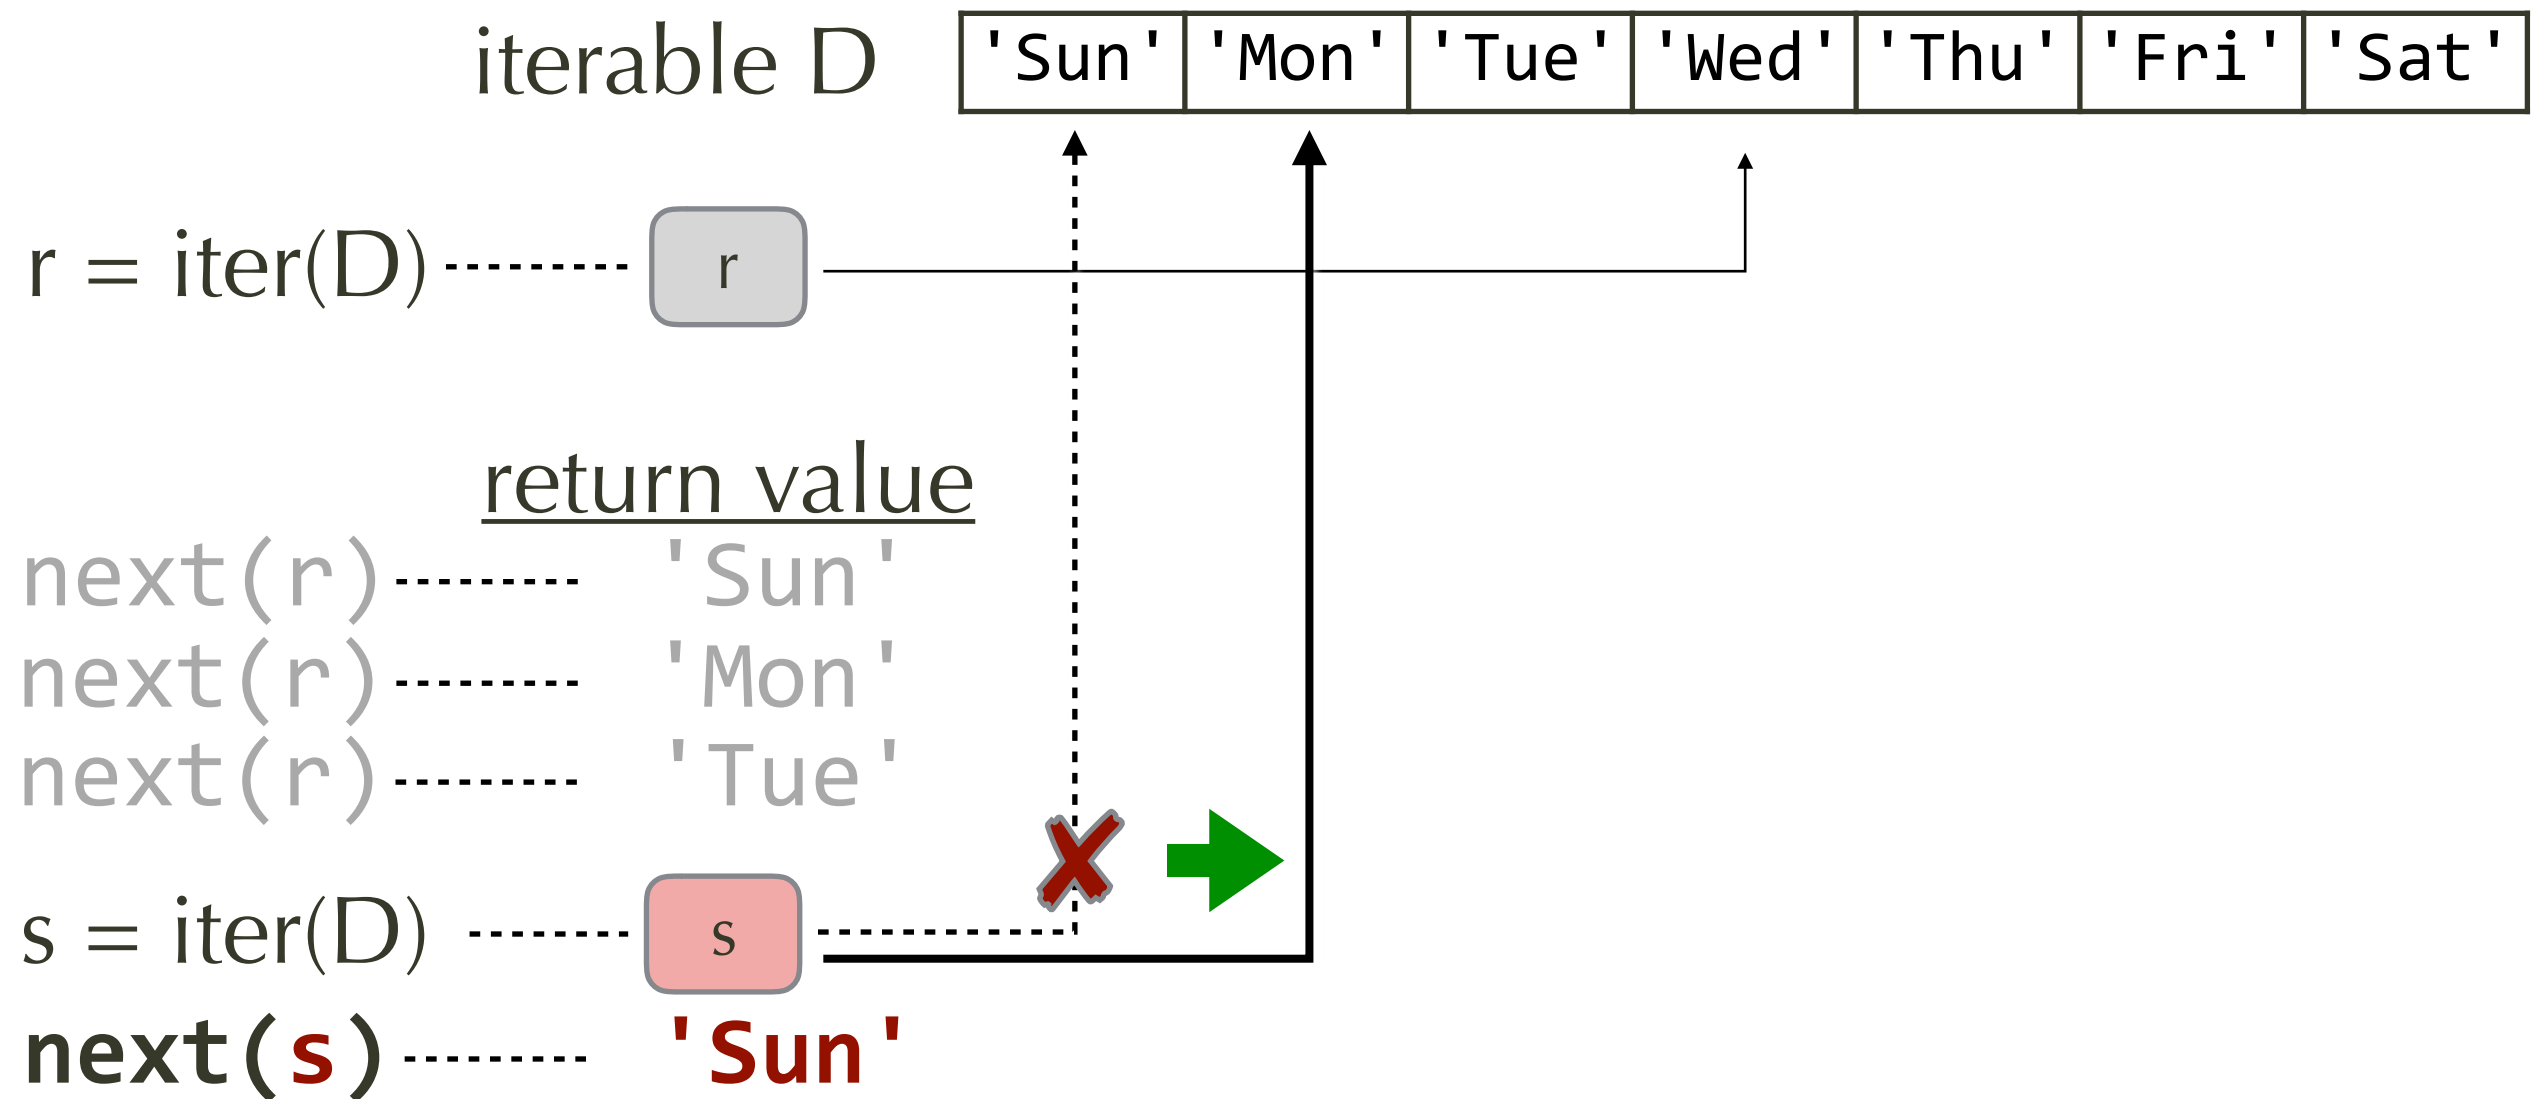 iterable D 'Sun' 'Mon' 'Tue' 'Wed' 'Thu' 'Fri' 'Sat'
r = iter(D) r
return value
next(r) 'Sun'
next(r) 'Mon'
next(r) 'Tue'
s = iter(D) s
next(s) 'Sun'